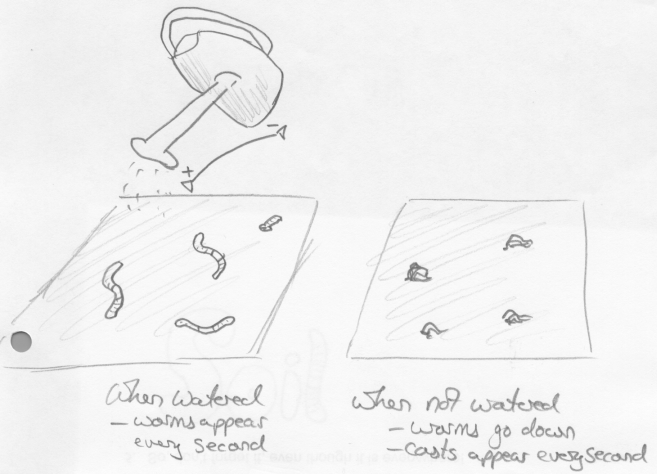 - +
When watered
- worms appear
every second
When not watered
- worms go down
- Casts appear every second